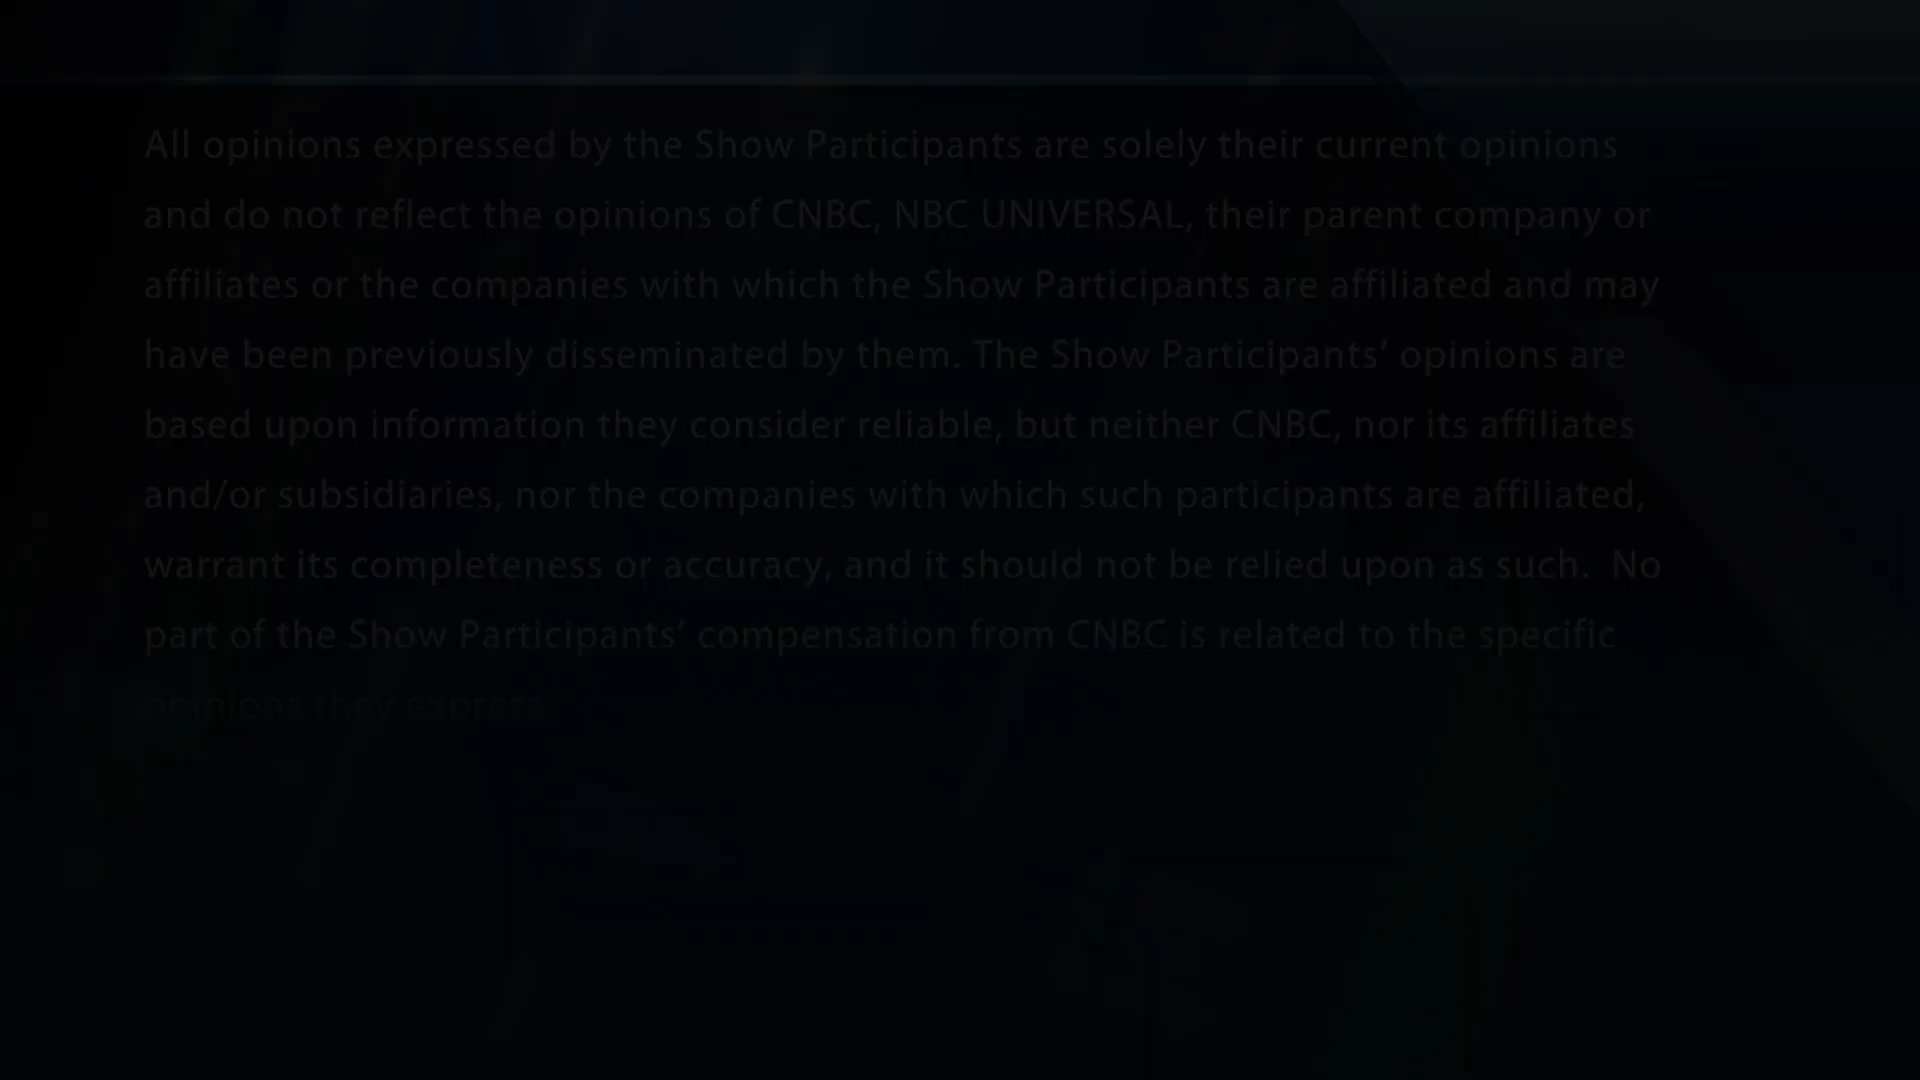 All opinions expressed by the Show Participants are solely their current opinions
and do not reflect the opinions of CNBC, NBC UNIVERSAL, their parent company or
affiliates or the companies with which the Show Participants are affiliated and may
have been previously disseminated by them. The Show Participants’ opinions are
based upon information they consider reliable, but neither CNBC, nor its affiliates
and/or subsidiaries, nor the companies with which such participants are affiliated,
warrant its completeness or accuracy, and it should not be relied upon as such.  No
part of the Show Participants’ compensation from CNBC is related to the specific
opinions they express